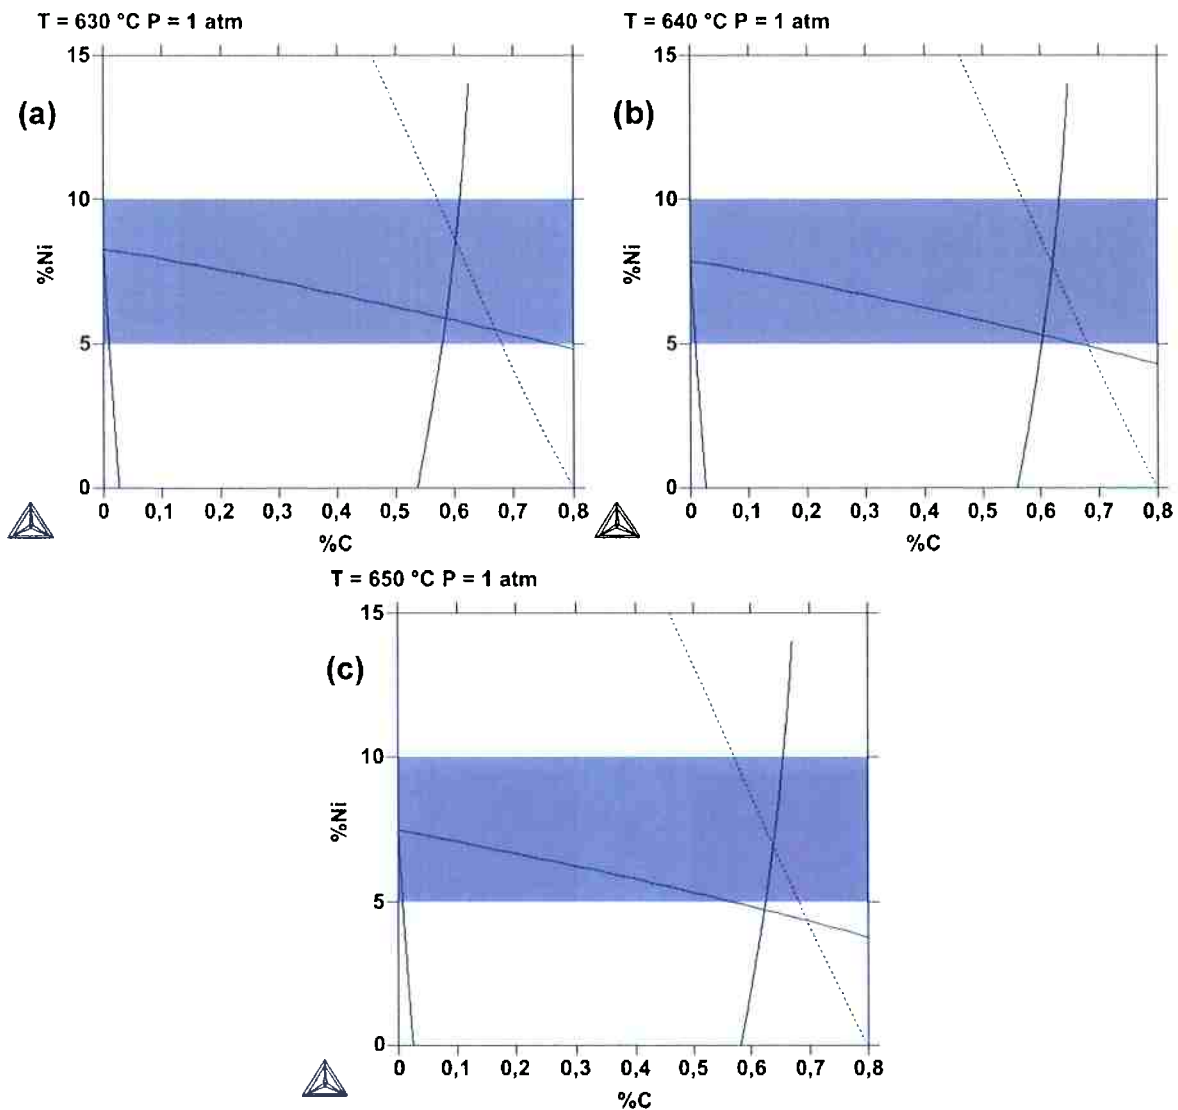 T = 630 °C P = 1 atm
(a)
15
10
5
0
%Ni
0 0,1 0,2 0,3 0,4 0,5 0,6 0,7 0,8
%C
T = 640 °C P = 1 atm
(b)
15
10
5
0
%Ni
0 0,1 0,2 0,3 0,4 0,5 0,6 0,7 0,8
%C
T = 650 °C P = 1 atm
(c)
15
10
5
0
%Ni
0 0,1 0,2 0,3 0,4 0,5 0,6 0,7 0,8
%C